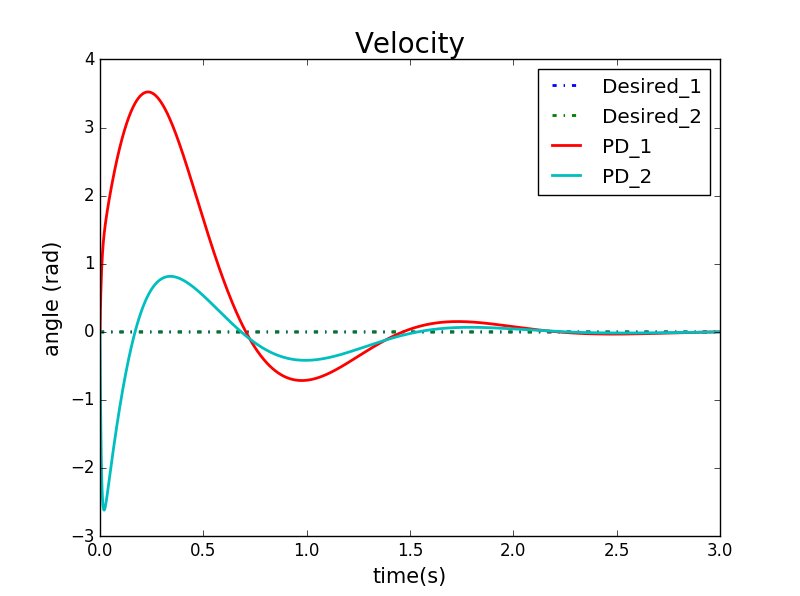 Velocity
4
3
2
1
0
−1
−2
−3
angle (rad)
Desired_1
Desired_2
PD_1
PD_2
0.0 0.5 1.0 1.5 2.0 2.5 3.0
time(s)